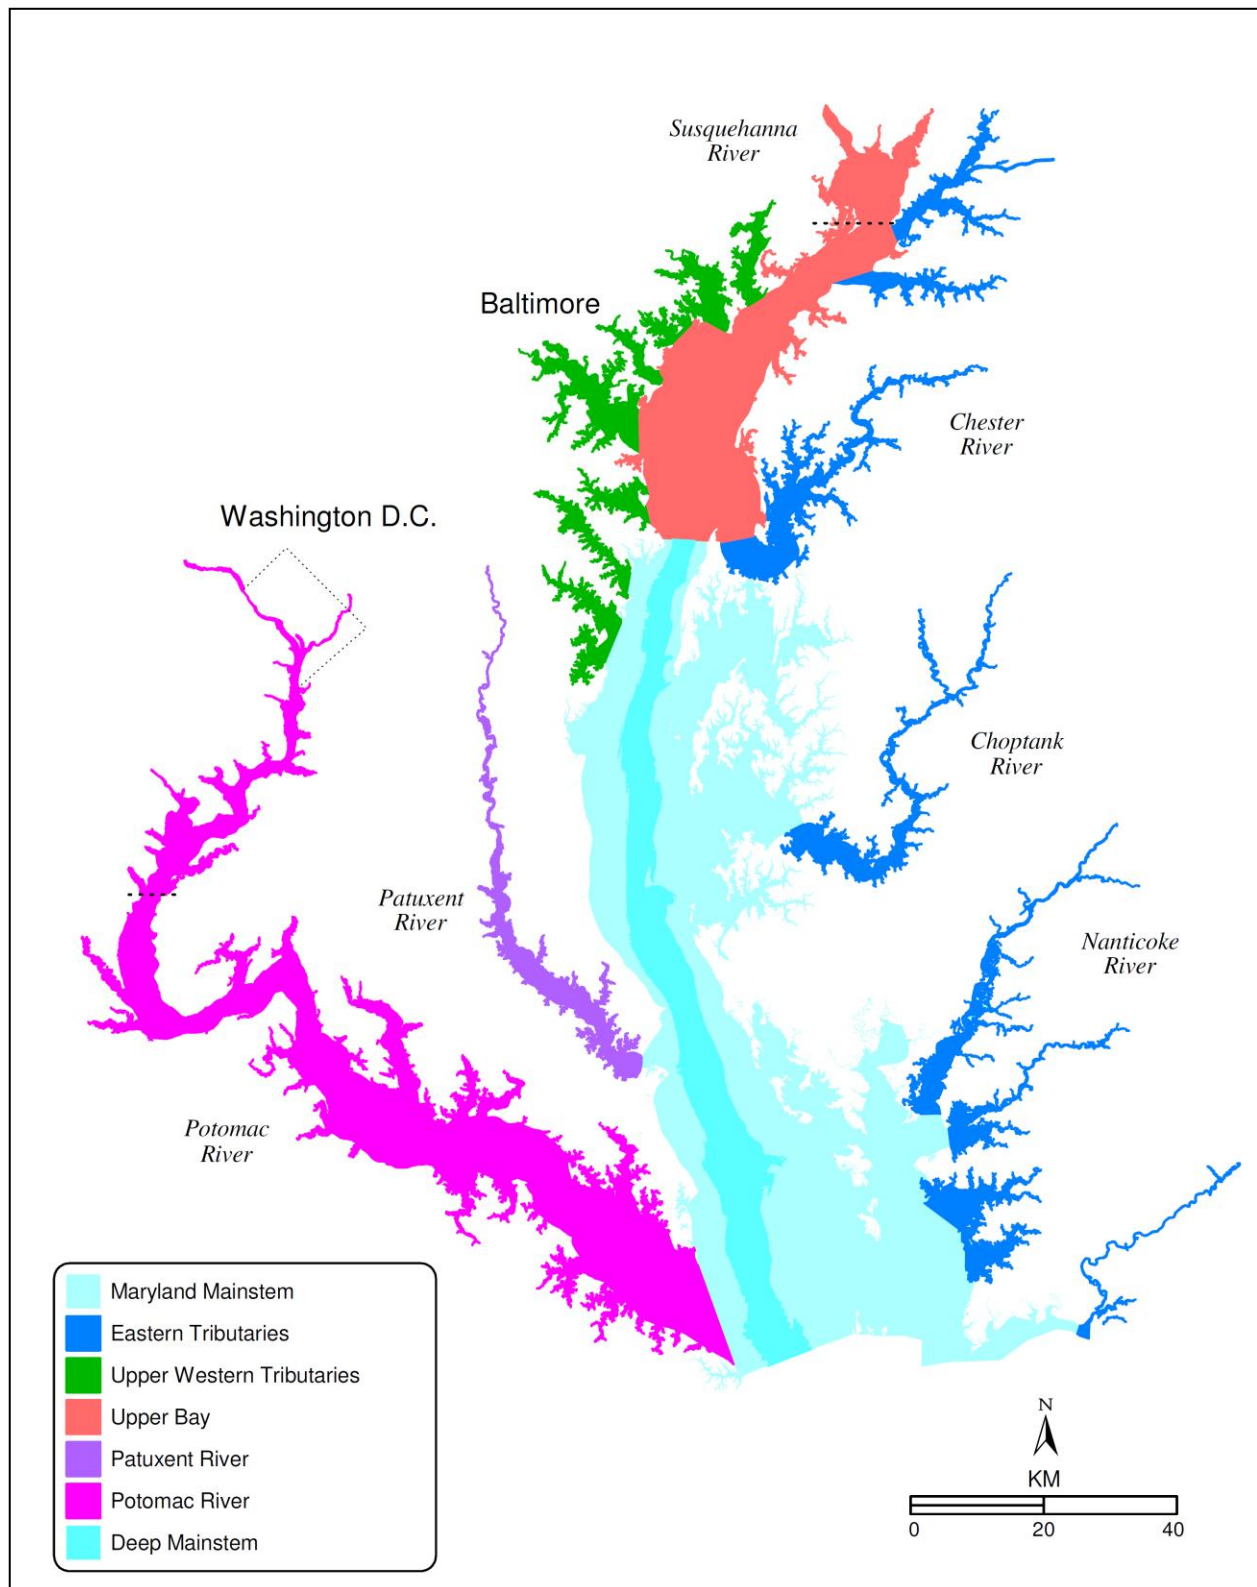 Susquehanna
River
Baltimore
Chester
River
Washington D.C.
Choptank
River
Patuxent
River
Nanticoke
River
Potomac
River
Maryland Mainstem
Eastern Tributaries
Upper Western Tributaries
Upper Bay
Patuxent River
Potomac River
Deep Mainstem
N
KM
0 20 40